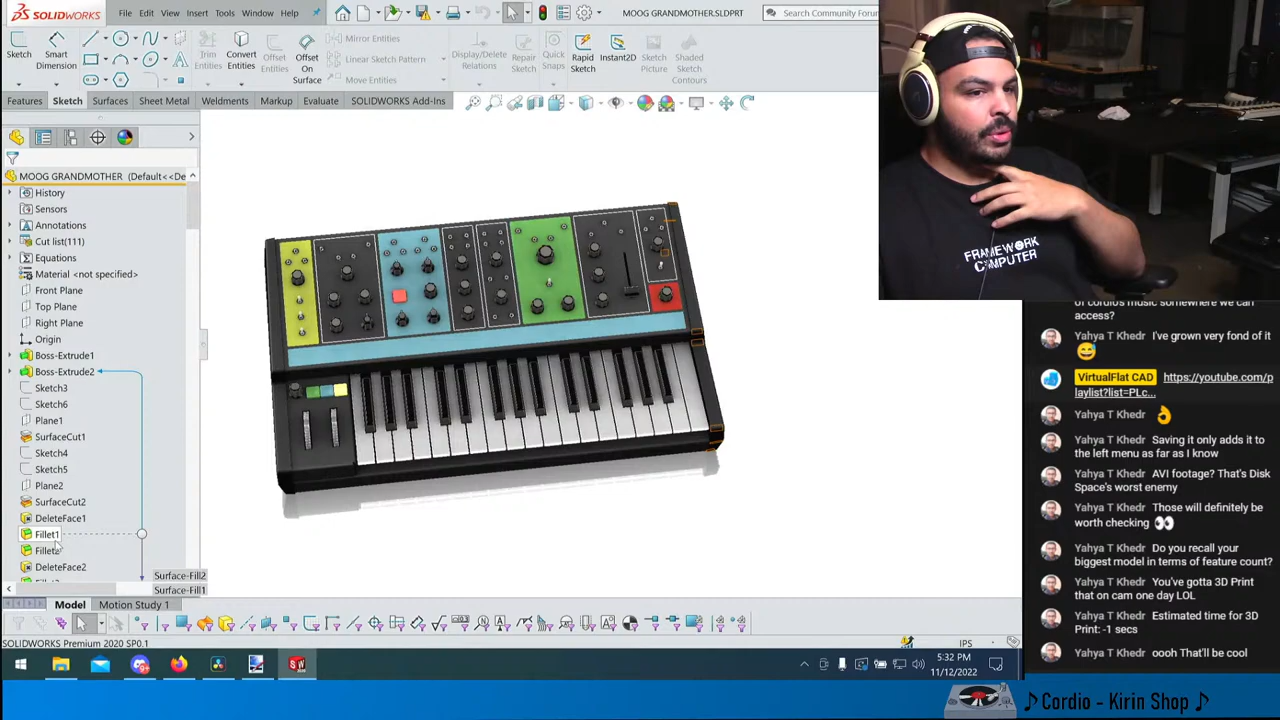 SOLIDWORKS File Edit View Insert Tools Window Help MOOG GRANDMOTHER.SLDPRT Search Community Forum
Sketch Smart Dimension Trim Entities Convert Entities Offset Entities Offset On Surface Mirror Entities Linear Sketch Pattern Move Entities Display/Delete Relations Repair Sketch Quick Snaps Rapid Sketch Instant2D Sketch Picture Shaded Sketch Contours
Features Sketch Surfaces Sheet Metal Weldments Markup Evaluate SOLIDWORKS Add-Ins
MOOG GRANDMOTHER (Default<<De
History
Sensors
Annotations
Cut list(111)
Equations
Material <not specified>
Front Plane
Top Plane
Right Plane
Origin
Boss-Extrude1
Boss-Extrude2
Sketch3
Sketch6
Plane1
SurfaceCut1
Sketch4
Sketch5
Plane2
SurfaceCut2
DeleteFace1
Fillet1
Fillet2
DeleteFace2
Surface-Fill2
Surface-Fill1
Model Motion Study 1
SOLIDWORKS Premium 2020 SP0.1
IPS
5:32 PM
11/12/2022
FRAMEWORK
COMPUTER
of cordio's music somewhere we can
access?
Yahya T Khedr I've grown very fond of it
VirtualFlat CAD https://youtube.com/p
laylist?list=PLc...
Yahya T Khedr
Yahya T Khedr Saving it only adds it to
the left menu as far as I know
Yahya T Khedr AVI footage? That's Disk
Space's worst enemy
Yahya T Khedr Those will definitely be
worth checking
Yahya T Khedr Do you recall your
biggest model in terms of feature count?
Yahya T Khedr You've gotta 3D Print
that on cam one day LOL
Yahya T Khedr Estimated time for 3D
Print: -1 secs
Yahya T Khedr oooh That'll be cool
♪Cordio - Kirin Shop ♪